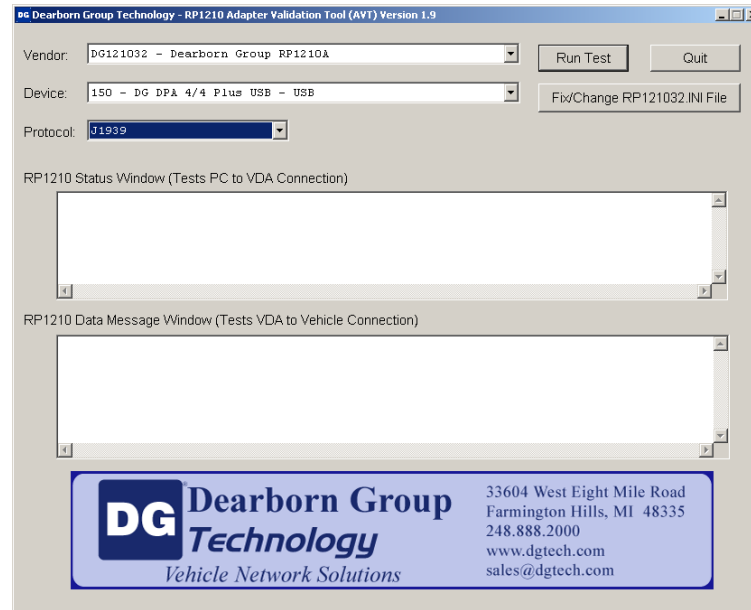 DG Dearborn Group Technology - RP1210 Adapter Validation Tool (AVT) Version 1.9
Vendor: DG121032 - Dearborn Group RP1210A Run Test Quit
Device: 150 - DG DPA 4/4 Plus USB - USB Fix/Change RP121032.INI File
Protocol: J1939
RP1210 Status Window (Tests PC to VDA Connection)
RP1210 Data Message Window (Tests VDA to Vehicle Connection)
DG
Dearborn Group
Technology
Vehicle Network Solutions
33604 West Eight Mile Road
Farmington Hills, MI 48335
248.888.2000
www.dgtech.com
sales@dgtech.com